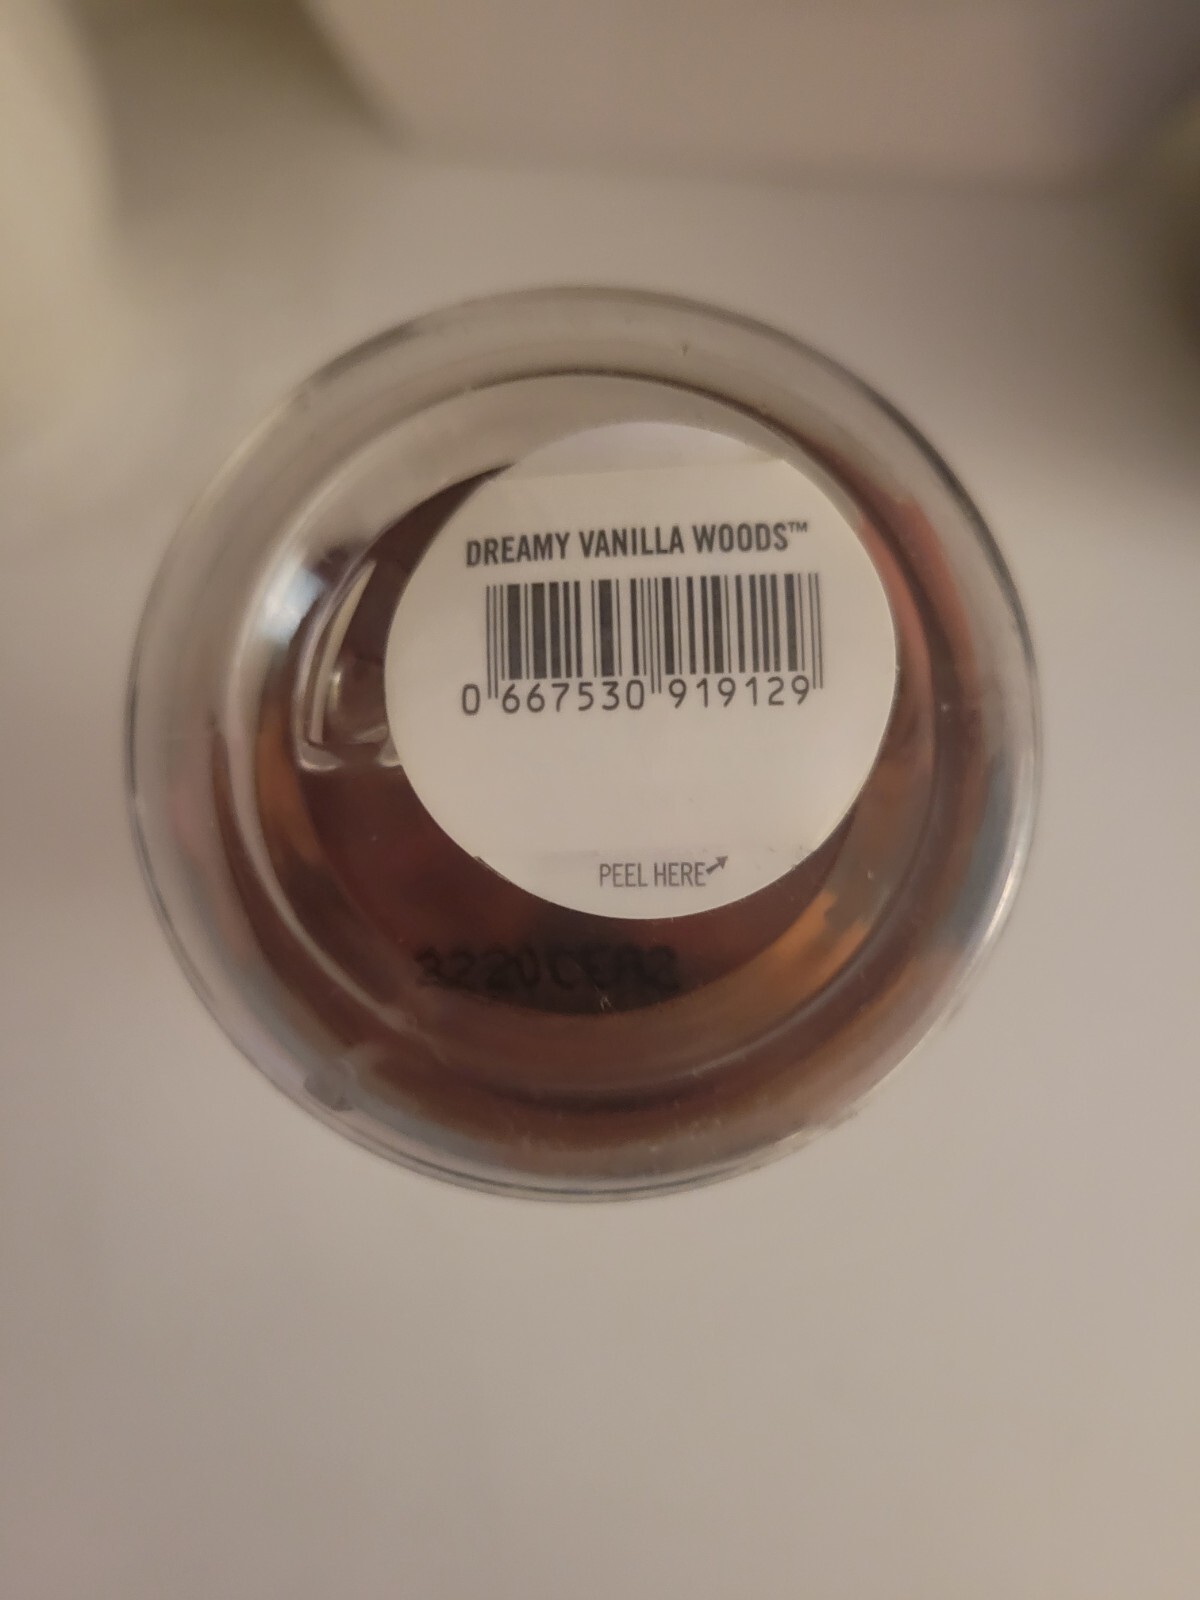 DREAMY VANILLA WOODS™
0 667530 919129
PEEL HERE